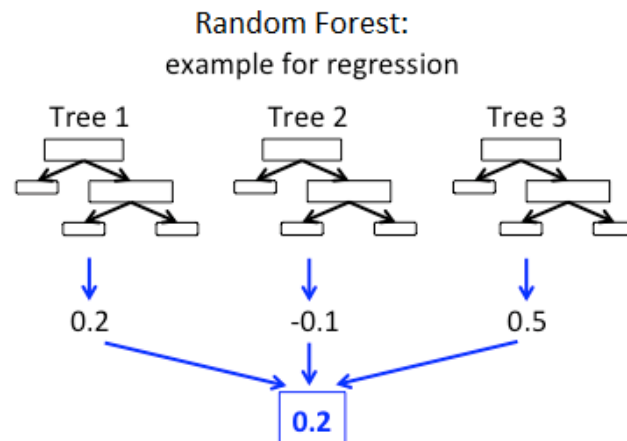 Random Forest:
example for regression
Tree 1 Tree 2 Tree 3
0.2 -0.1 0.5
0.2